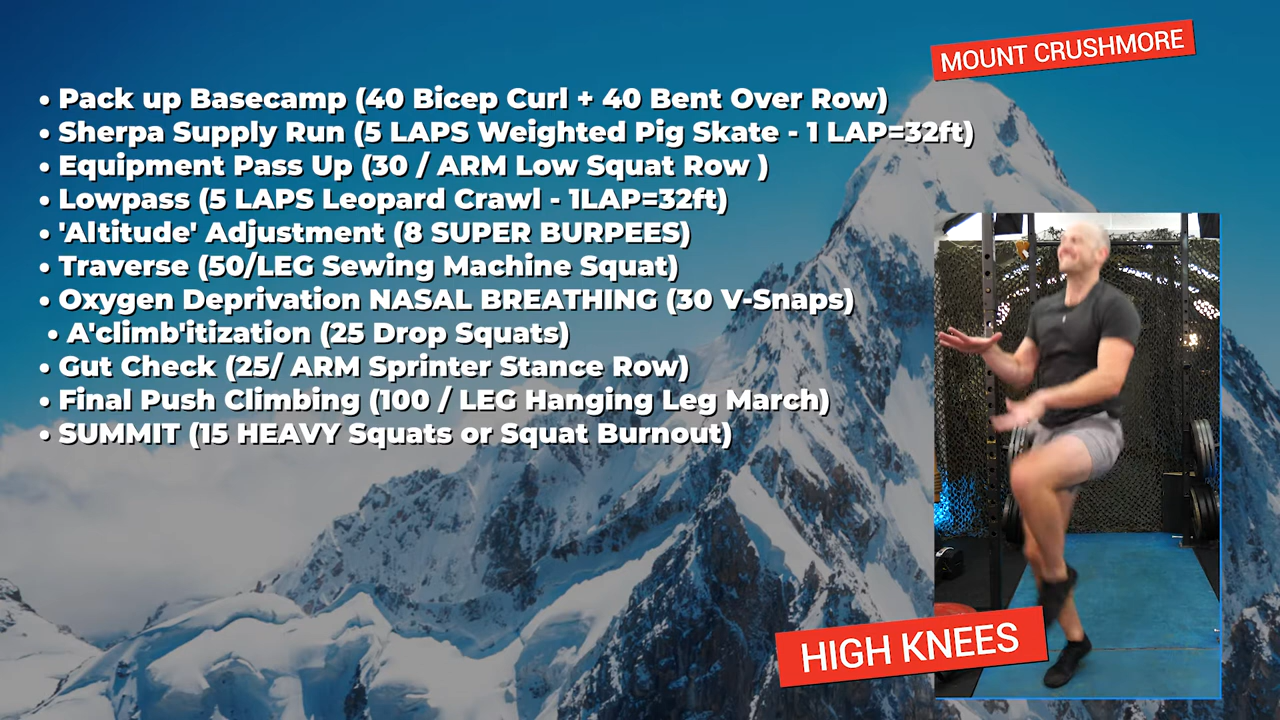 MOUNT CRUSHMORE
• Pack up Basecamp (40 Bicep Curl + 40 Bent Over Row)
• Sherpa Supply Run (5 LAPS Weighted Pig Skate - 1 LAP=32ft)
• Equipment Pass Up (30 / ARM Low Squat Row )
• Lowpass (5 LAPS Leopard Crawl - 1LAP=32ft)
• 'Altitude' Adjustment (8 SUPER BURPEES)
• Traverse (50/LEG Sewing Machine Squat)
• Oxygen Deprivation NASAL BREATHING (30 V-Snaps)
• A'climb'itization (25 Drop Squats)
• Gut Check (25/ ARM Sprinter Stance Row)
• Final Push Climbing (100 / LEG Hanging Leg March)
• SUMMIT (15 HEAVY Squats or Squat Burnout)
HIGH KNEES